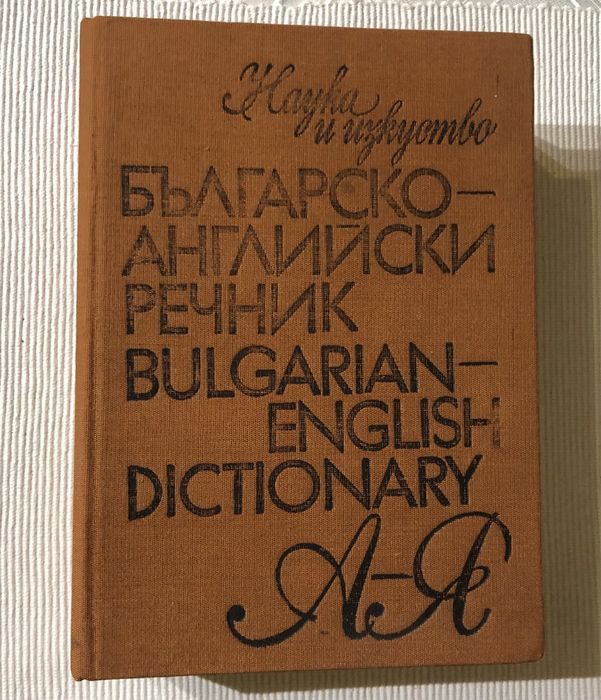 Наука
и изкуство
БЪЛГАРСКО–
АНГЛИЙСКИ
РЕЧНИК
BULGARIAN–
ENGLISH
DICTIONARY
А–Я